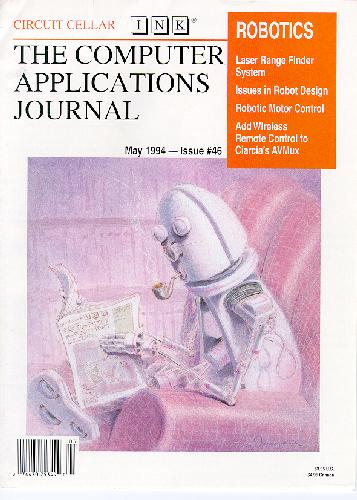 CIRCUIT CELLAR INK®
THE COMPUTER
APPLICATIONS
JOURNAL
May 1994 — Issue #46
ROBOTICS
Laser Range Finder
System
Issues in Robot Design
Robotic Motor Control
Add Wireless
Remote Control to
Ciarcia's AVMux